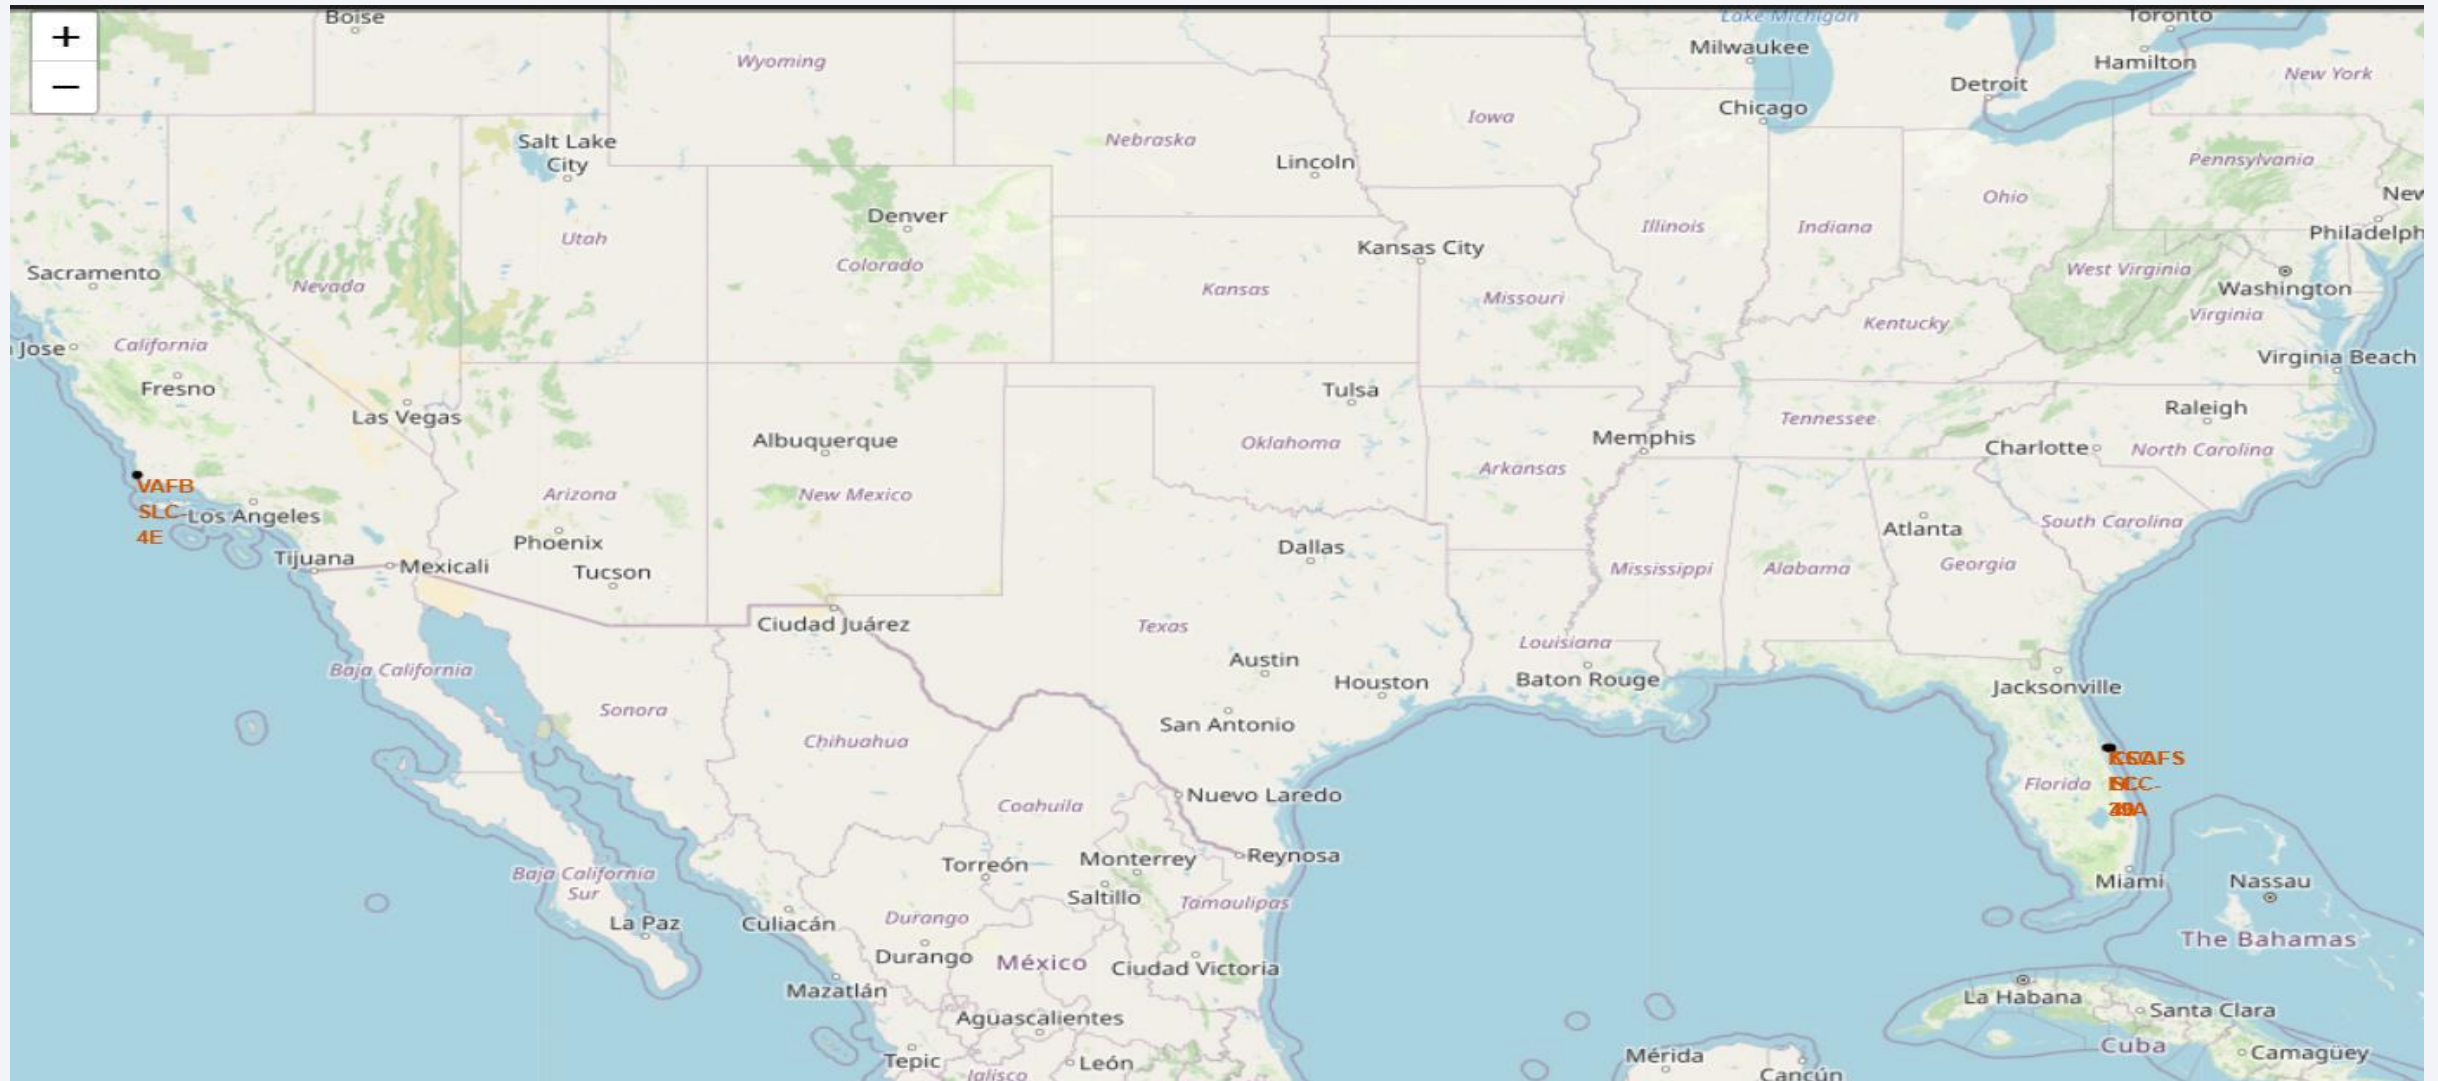 +
−
Boise
Wyoming
Lake Michigan
Milwaukee
Toronto
Hamilton
New York
Detroit
Chicago
Iowa
Salt Lake
City
Nebraska
Lincoln
Pennsylvania
Ohio
New
Denver
Utah
Illinois
Indiana
Philadelph
Kansas City
Colorado
Sacramento
Nevada
Kansas
Missouri
West Virginia
Washington
Virginia
Kentucky
Jose
California
Virginia Beach
Fresno
Las Vegas
Tulsa
Raleigh
Tennessee
Albuquerque
Oklahoma
Memphis
Charlotte
North Carolina
Arkansas
VAFB
SLC-
4E
Los Angeles
Arizona
New Mexico
South Carolina
Atlanta
Phoenix
Dallas
Tijuana
Mexicali
Tucson
Mississippi
Alabama
Georgia
Ciudad Juárez
Texas
Louisiana
Austin
Baja California
Houston
Baton Rouge
Jacksonville
Sonora
San Antonio
Chihuahua
Florida
Nuevo Laredo
Coahuila
Torreón
Monterrey
Reynosa
Baja California
Sur
Saltillo
Tamaulipas
Miami
Nassau
La Paz
Culiacán
Durango
Durango
México
Ciudad Victoria
The Bahamas
Mazatlán
La Habana
Santa Clara
Aguascalientes
Tepic
León
Mérida
Cuba
Camagüey
Jalisco
Cancún